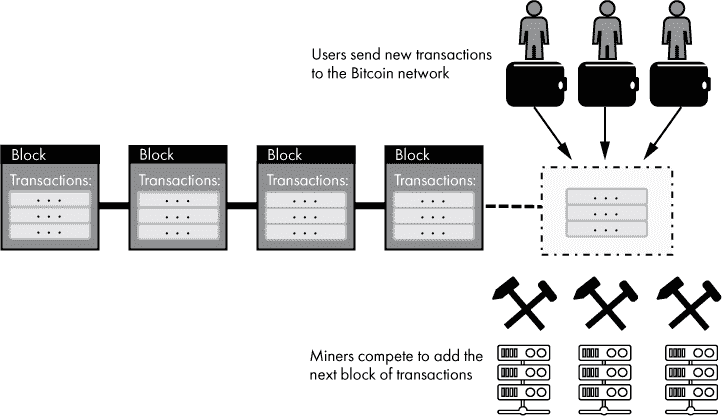 Users send new transactions
to the Bitcoin network
Block
Transactions:
. . .
. . .
. . .
Block
Transactions:
. . .
. . .
. . .
Block
Transactions:
. . .
. . .
. . .
Block
Transactions:
. . .
. . .
. . .
. . .
. . .
. . .
Miners compete to add the
next block of transactions